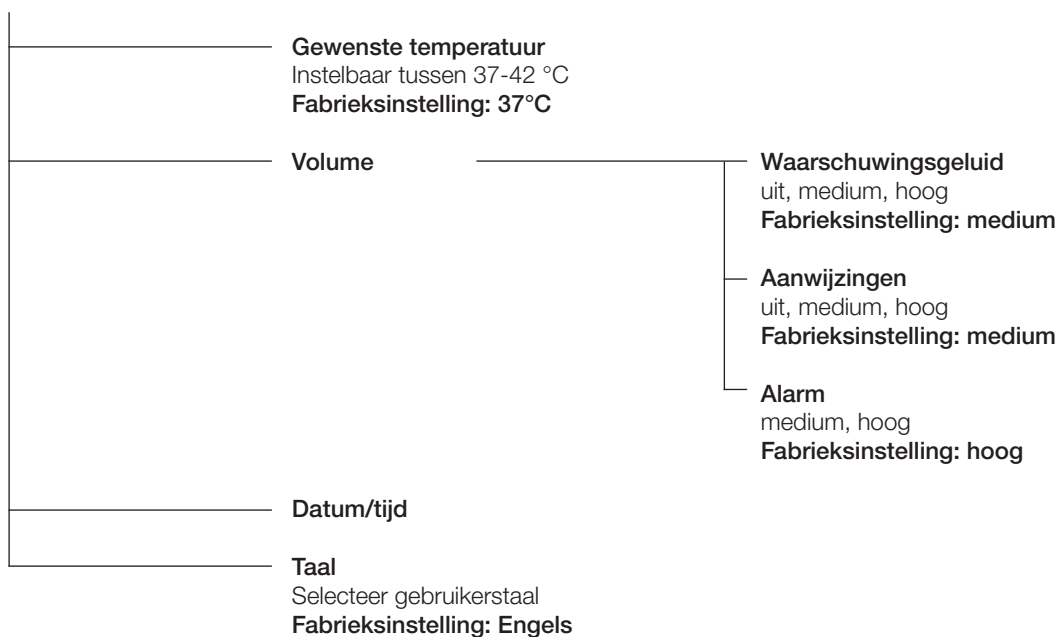 Gewenste temperatuur
Instelbaar tussen 37-42 °C
Fabrieksinstelling: 37°C
Volume
Waarschuwingsgeluid
uit, medium, hoog
Fabrieksinstelling: medium
Aanwijzingen
uit, medium, hoog
Fabrieksinstelling: medium
Alarm
medium, hoog
Fabrieksinstelling: hoog
Datum/tijd
Taal
Selecteer gebruikerstaal
Fabrieksinstelling: Engels